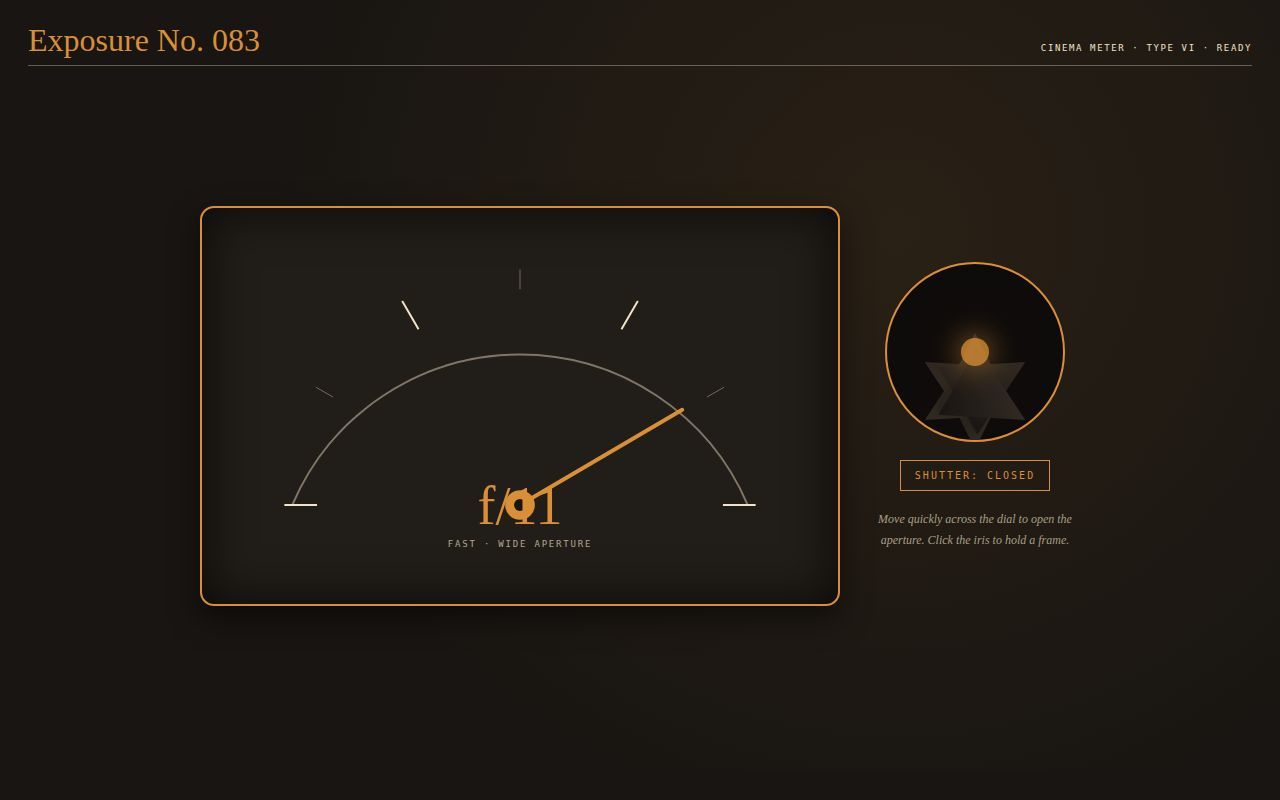 Exposure No. 083
CINEMA METER · TYPE VI · READY
f/11
FAST · WIDE APERTURE
SHUTTER: CLOSED
Move quickly across the dial to open the
aperture. Click the iris to hold a frame.